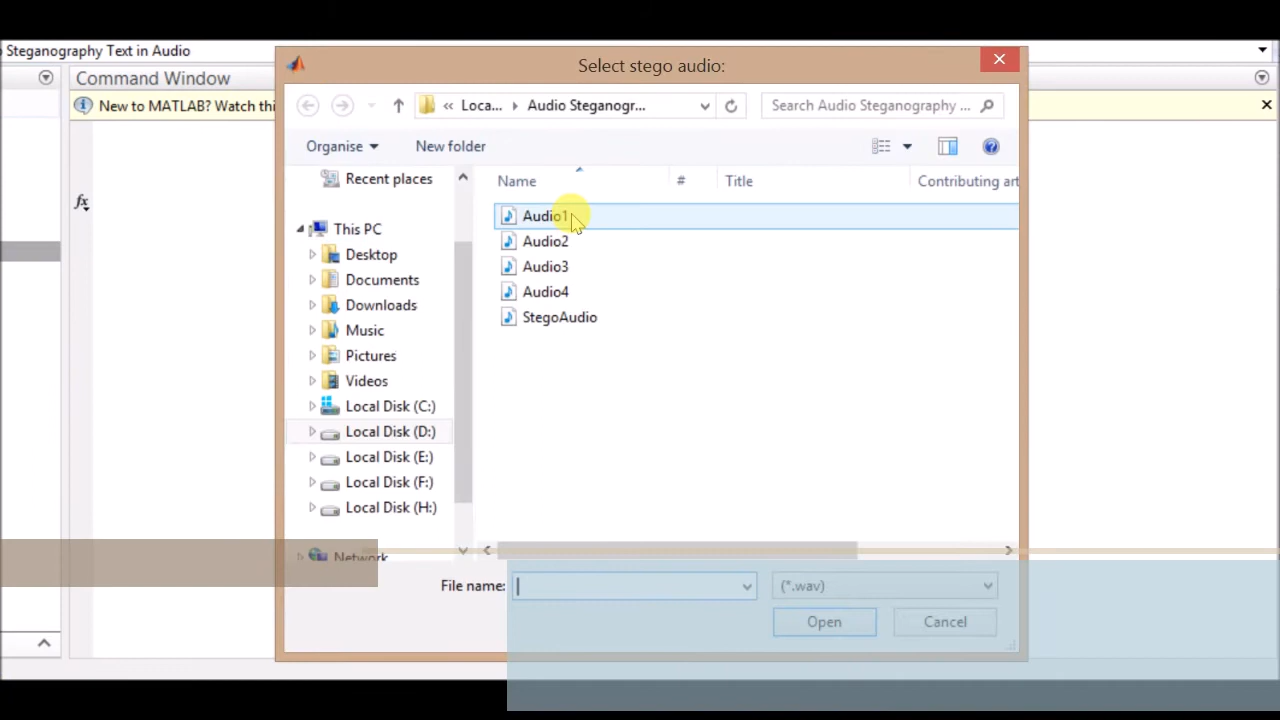 Steganography Text in Audio
Command Window
New to MATLAB? Watch thi
fx
Select stego audio:
« Loca... Audio Steganogr...
Search Audio Steganography ...
Organise
New folder
Recent places
This PC
Desktop
Documents
Downloads
Music
Pictures
Videos
Local Disk (C:)
Local Disk (D:)
Local Disk (E:)
Local Disk (F:)
Local Disk (H:)
Network
Name # Title Contributing art
Audio1
Audio2
Audio3
Audio4
StegoAudio
File name:
(*.wav)
Open
Cancel